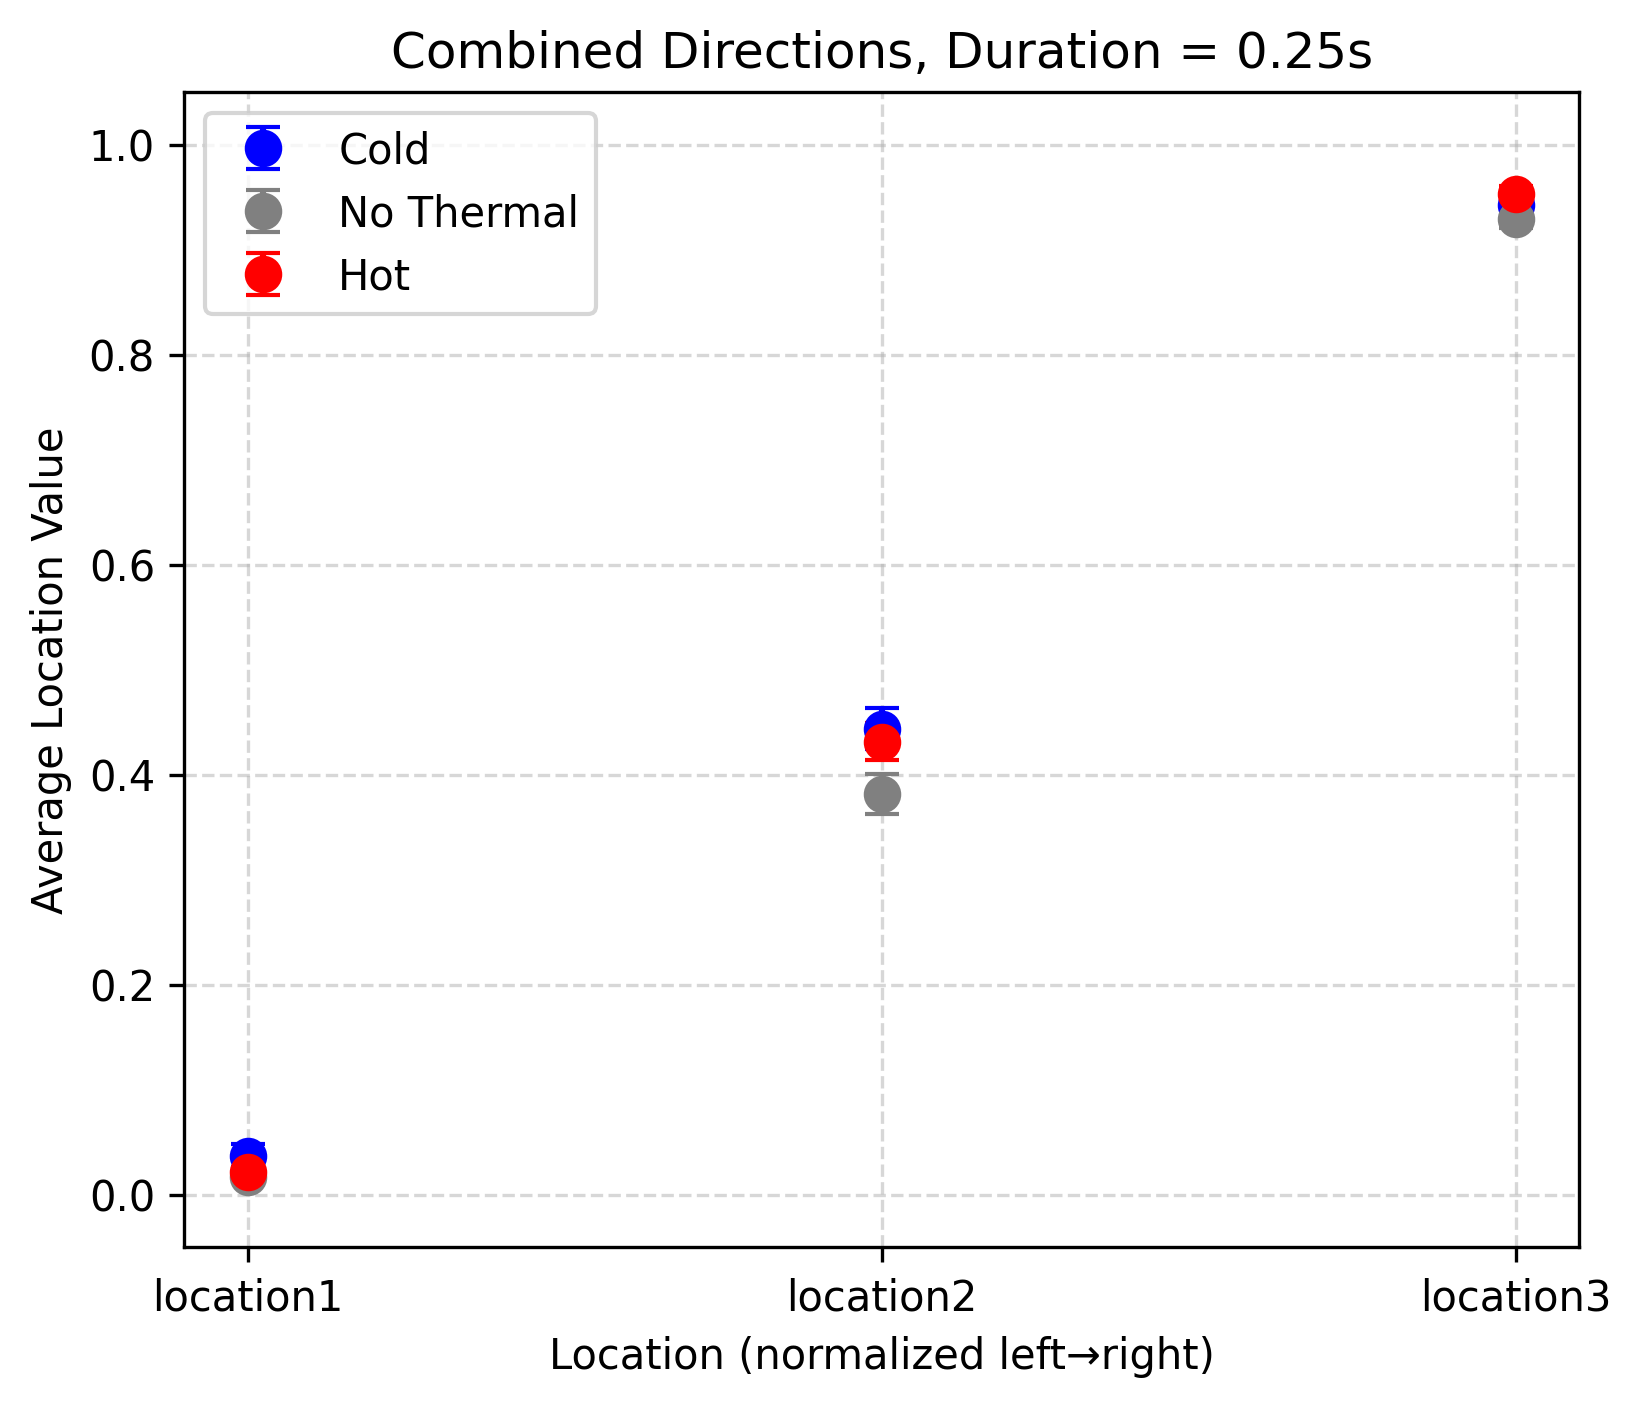 Combined Directions, Duration = 0.25s
Cold
No Thermal
Hot
1.0
0.8
0.6
0.4
0.2
0.0
Average Location Value
location1
location2
location3
Location (normalized left→right)